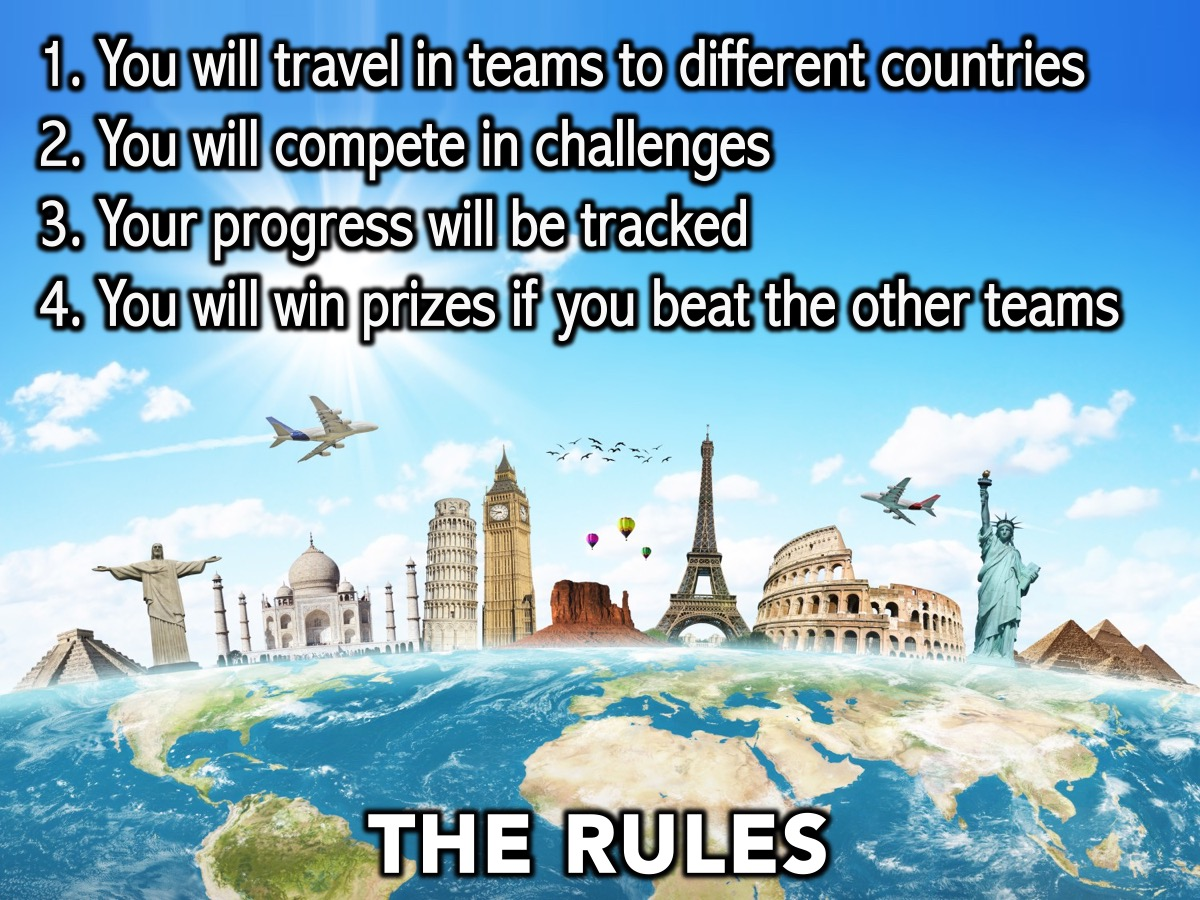 1. You will travel in teams to different countries
2. You will compete in challenges
3. Your progress will be tracked
4. You will win prizes if you beat the other teams
THE RULES